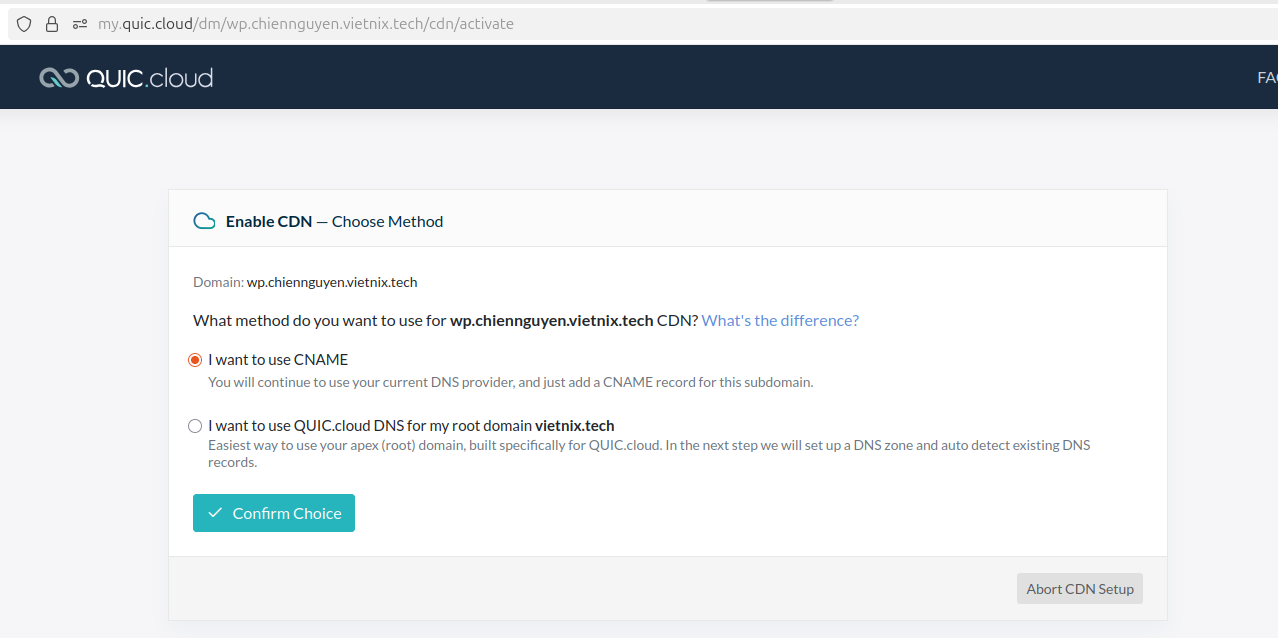 my.quic.cloud/dm/wp.chiennguyen.vietnix.tech/cdn/activate
QUIC.cloud
Enable CDN — Choose Method
Domain: wp.chiennguyen.vietnix.tech
What method do you want to use for wp.chiennguyen.vietnix.tech CDN? What's the difference?
I want to use CNAME
You will continue to use your current DNS provider, and just add a CNAME record for this subdomain.
I want to use QUIC.cloud DNS for my root domain vietnix.tech
Easiest way to use your apex (root) domain, built specifically for QUIC.cloud. In the next step we will set up a DNS zone and auto detect existing DNS
records.
Confirm Choice
Abort CDN Setup